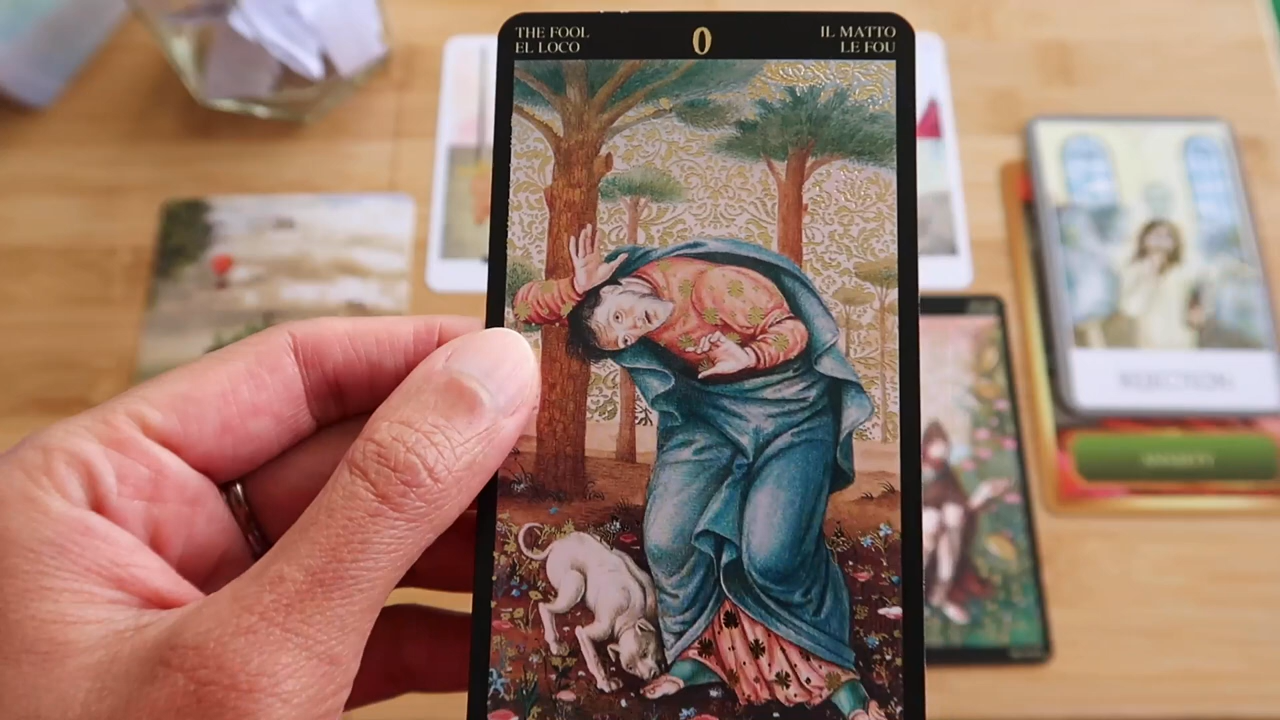 THE FOOL
EL LOCO
0
IL MATTO
LE FOU
REJECTION